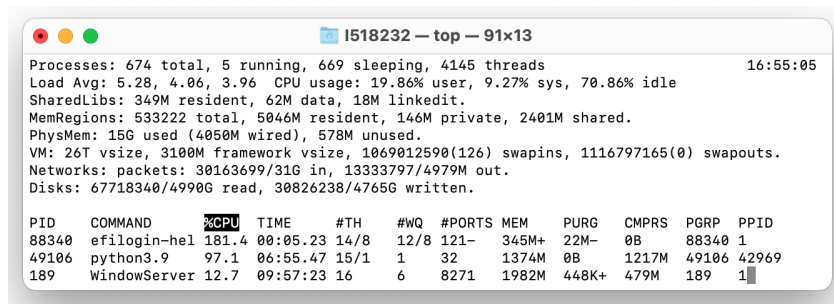 I518232 — top — 91×13
Processes: 674 total, 5 running, 669 sleeping, 4145 threads 16:55:05
Load Avg: 5.28, 4.06, 3.96 CPU usage: 19.86% user, 9.27% sys, 70.86% idle
SharedLibs: 349M resident, 62M data, 18M linkedit.
MemRegions: 533222 total, 5046M resident, 146M private, 2401M shared.
PhysMem: 15G used (4050M wired), 578M unused.
VM: 26T vsize, 3100M framework vsize, 1069012590(126) swapins, 1116797165(0) swapouts.
Networks: packets: 30163699/31G in, 13333797/4979M out.
Disks: 67718340/4990G read, 30826238/4765G written.
PID COMMAND %CPU TIME #TH #WQ #PORTS MEM PURG CMPRS PGRP PPID
88340 efilogin-hel 181.4 00:05.23 14/8 12/8 121- 345M+ 22M- 0B 88340 1
49106 python3.9 97.1 06:55.47 15/1 1 32 1374M 0B 1217M 49106 42969
189 WindowServer 12.7 09:57:23 16 6 8271 1982M 448K+ 479M 189 1